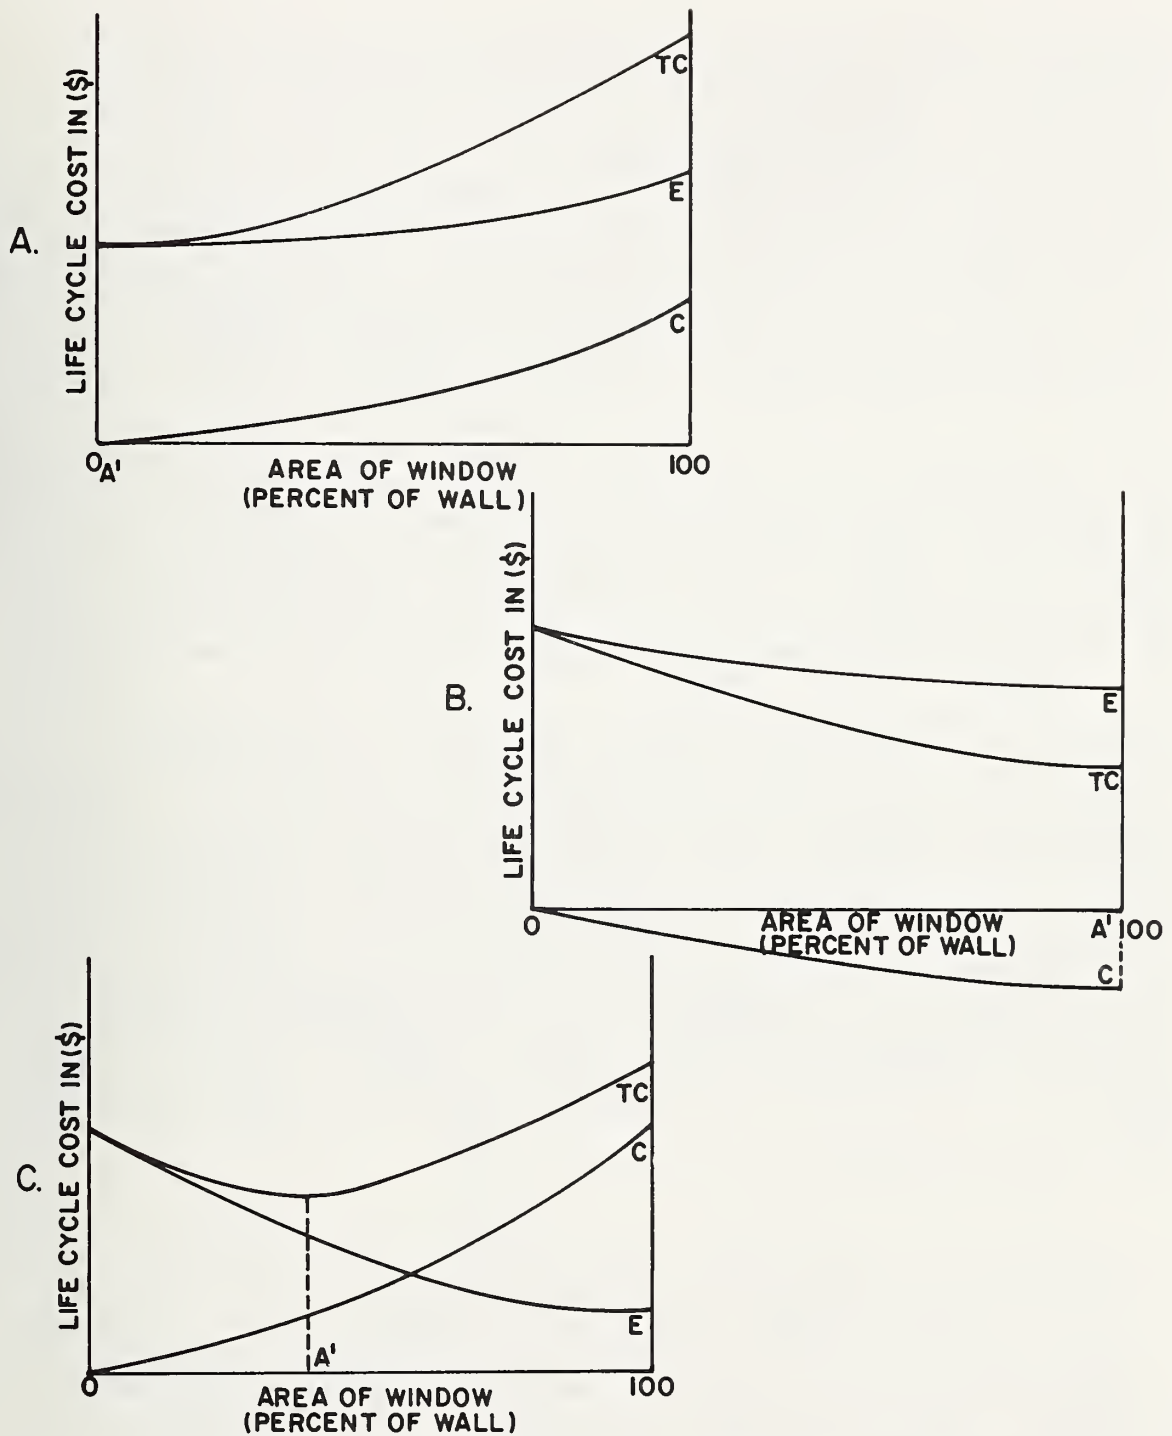 A.
LIFE CYCLE COST IN ($)
TC
E
C
0
A'
100
AREA OF WINDOW
(PERCENT OF WALL)
B.
LIFE CYCLE COST IN ($)
E
TC
0
AREA OF WINDOW
(PERCENT OF WALL)
A'
100
C
C.
LIFE CYCLE COST IN ($)
TC
C
E
A'
0
100
AREA OF WINDOW
(PERCENT OF WALL)